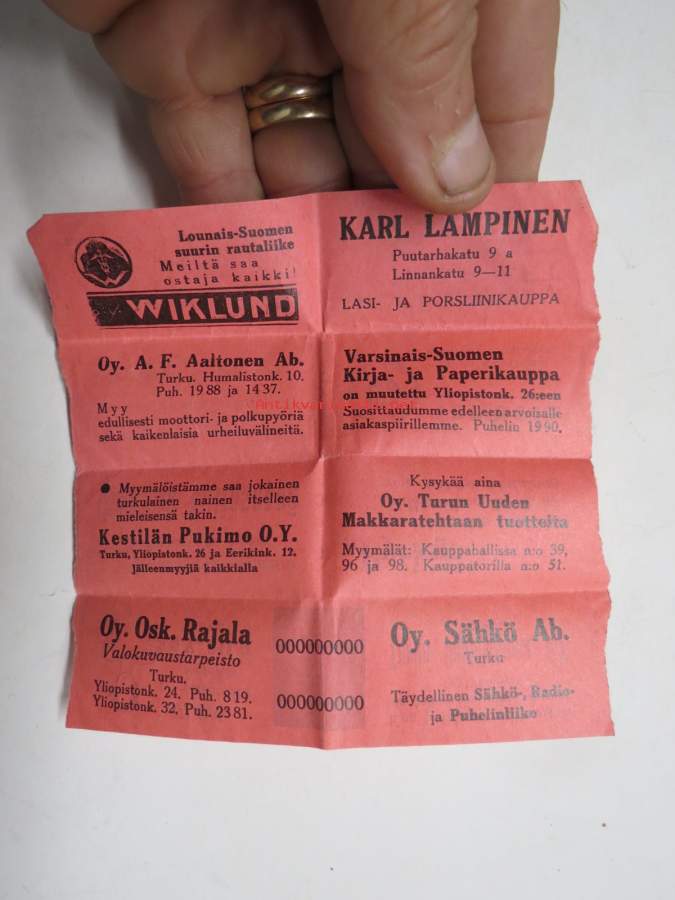 Lounais-Suomen
suurin rautaliike
Meiltä saa
ostaja kaikki!
WIKLUND
KARL LAMPINEN
Puutarhakatu 9 a
Linnankatu 9—11
LASI- JA PORSLIINIKAUPPA
Oy. A. F. Aaltonen Ab.
Turku. Humalistonk. 10.
Puh. 1988 ja 1437.
Myy
edullisesti moottori- ja polkupyöriä
sekä kaikenlaisia urheiluvälineitä.
Varsinais-Suomen
Kirja- ja Paperikauppa
on muutettu Yliopistonk. 26:een
Suosittaudumme edelleen arvoisalle
asiakaspiirillemme. Puhelin 1990.
● Myymälöistämme saa jokainen
turkulainen nainen itselleen
mieleisensä takin.
Kestilän Pukimo O.Y.
Turku, Yliopistonk. 26 ja Eerikink. 12.
Jälleenmyyjiä kaikkialla
Kysykää aina
Oy. Turun Uuden
Makkaratehtaan tuotteita
Myymälät: Kauppahallissa n:o 39,
96 ja 98. Kauppatorilla n:o 51.
Oy. Osk. Rajala
Valokuvaustarpeisto
Turku.
Yliopistonk. 24. Puh. 819.
Yliopistonk. 32. Puh. 2381.
000000000
000000000
Oy. Sähkö Ab.
Turku
Täydellinen Sähkö-, Radio-
ja Puhelinliike